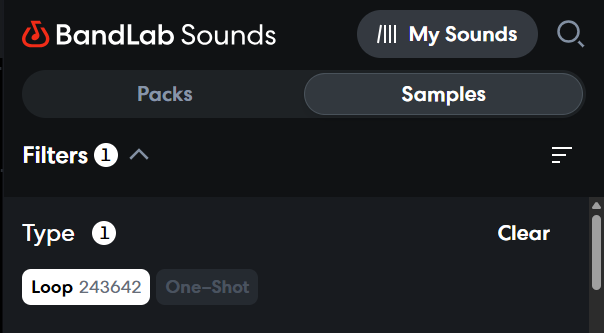 BandLab Sounds
My Sounds
Packs
Samples
Filters 1
Type 1
Clear
Loop 243642
One-Shot